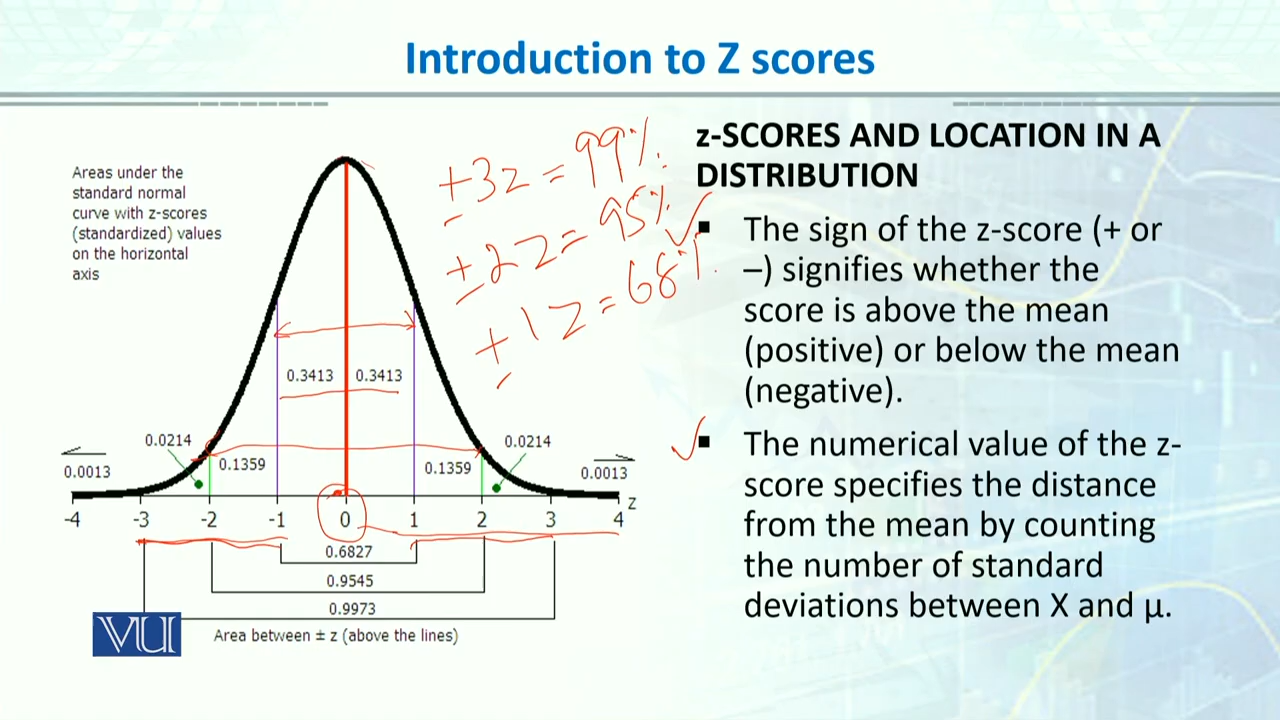 Introduction to Z scores
Areas under the
standard normal
curve with z-scores
(standardized) values
on the horizontal
axis
+3z = 99%
±2z = 95%
±1z = 68%
0.3413 0.3413
0.0214 0.0214
0.0013 0.1359 0.1359 0.0013
-4 -3 -2 -1 0 1 2 3 4 z
0.6827
0.9545
0.9973
VU
Area between ± z (above the lines)
z-SCORES AND LOCATION IN A
DISTRIBUTION
▪ The sign of the z-score (+ or
–) signifies whether the
score is above the mean
(positive) or below the mean
(negative).
▪ The numerical value of the z-
score specifies the distance
from the mean by counting
the number of standard
deviations between X and µ.